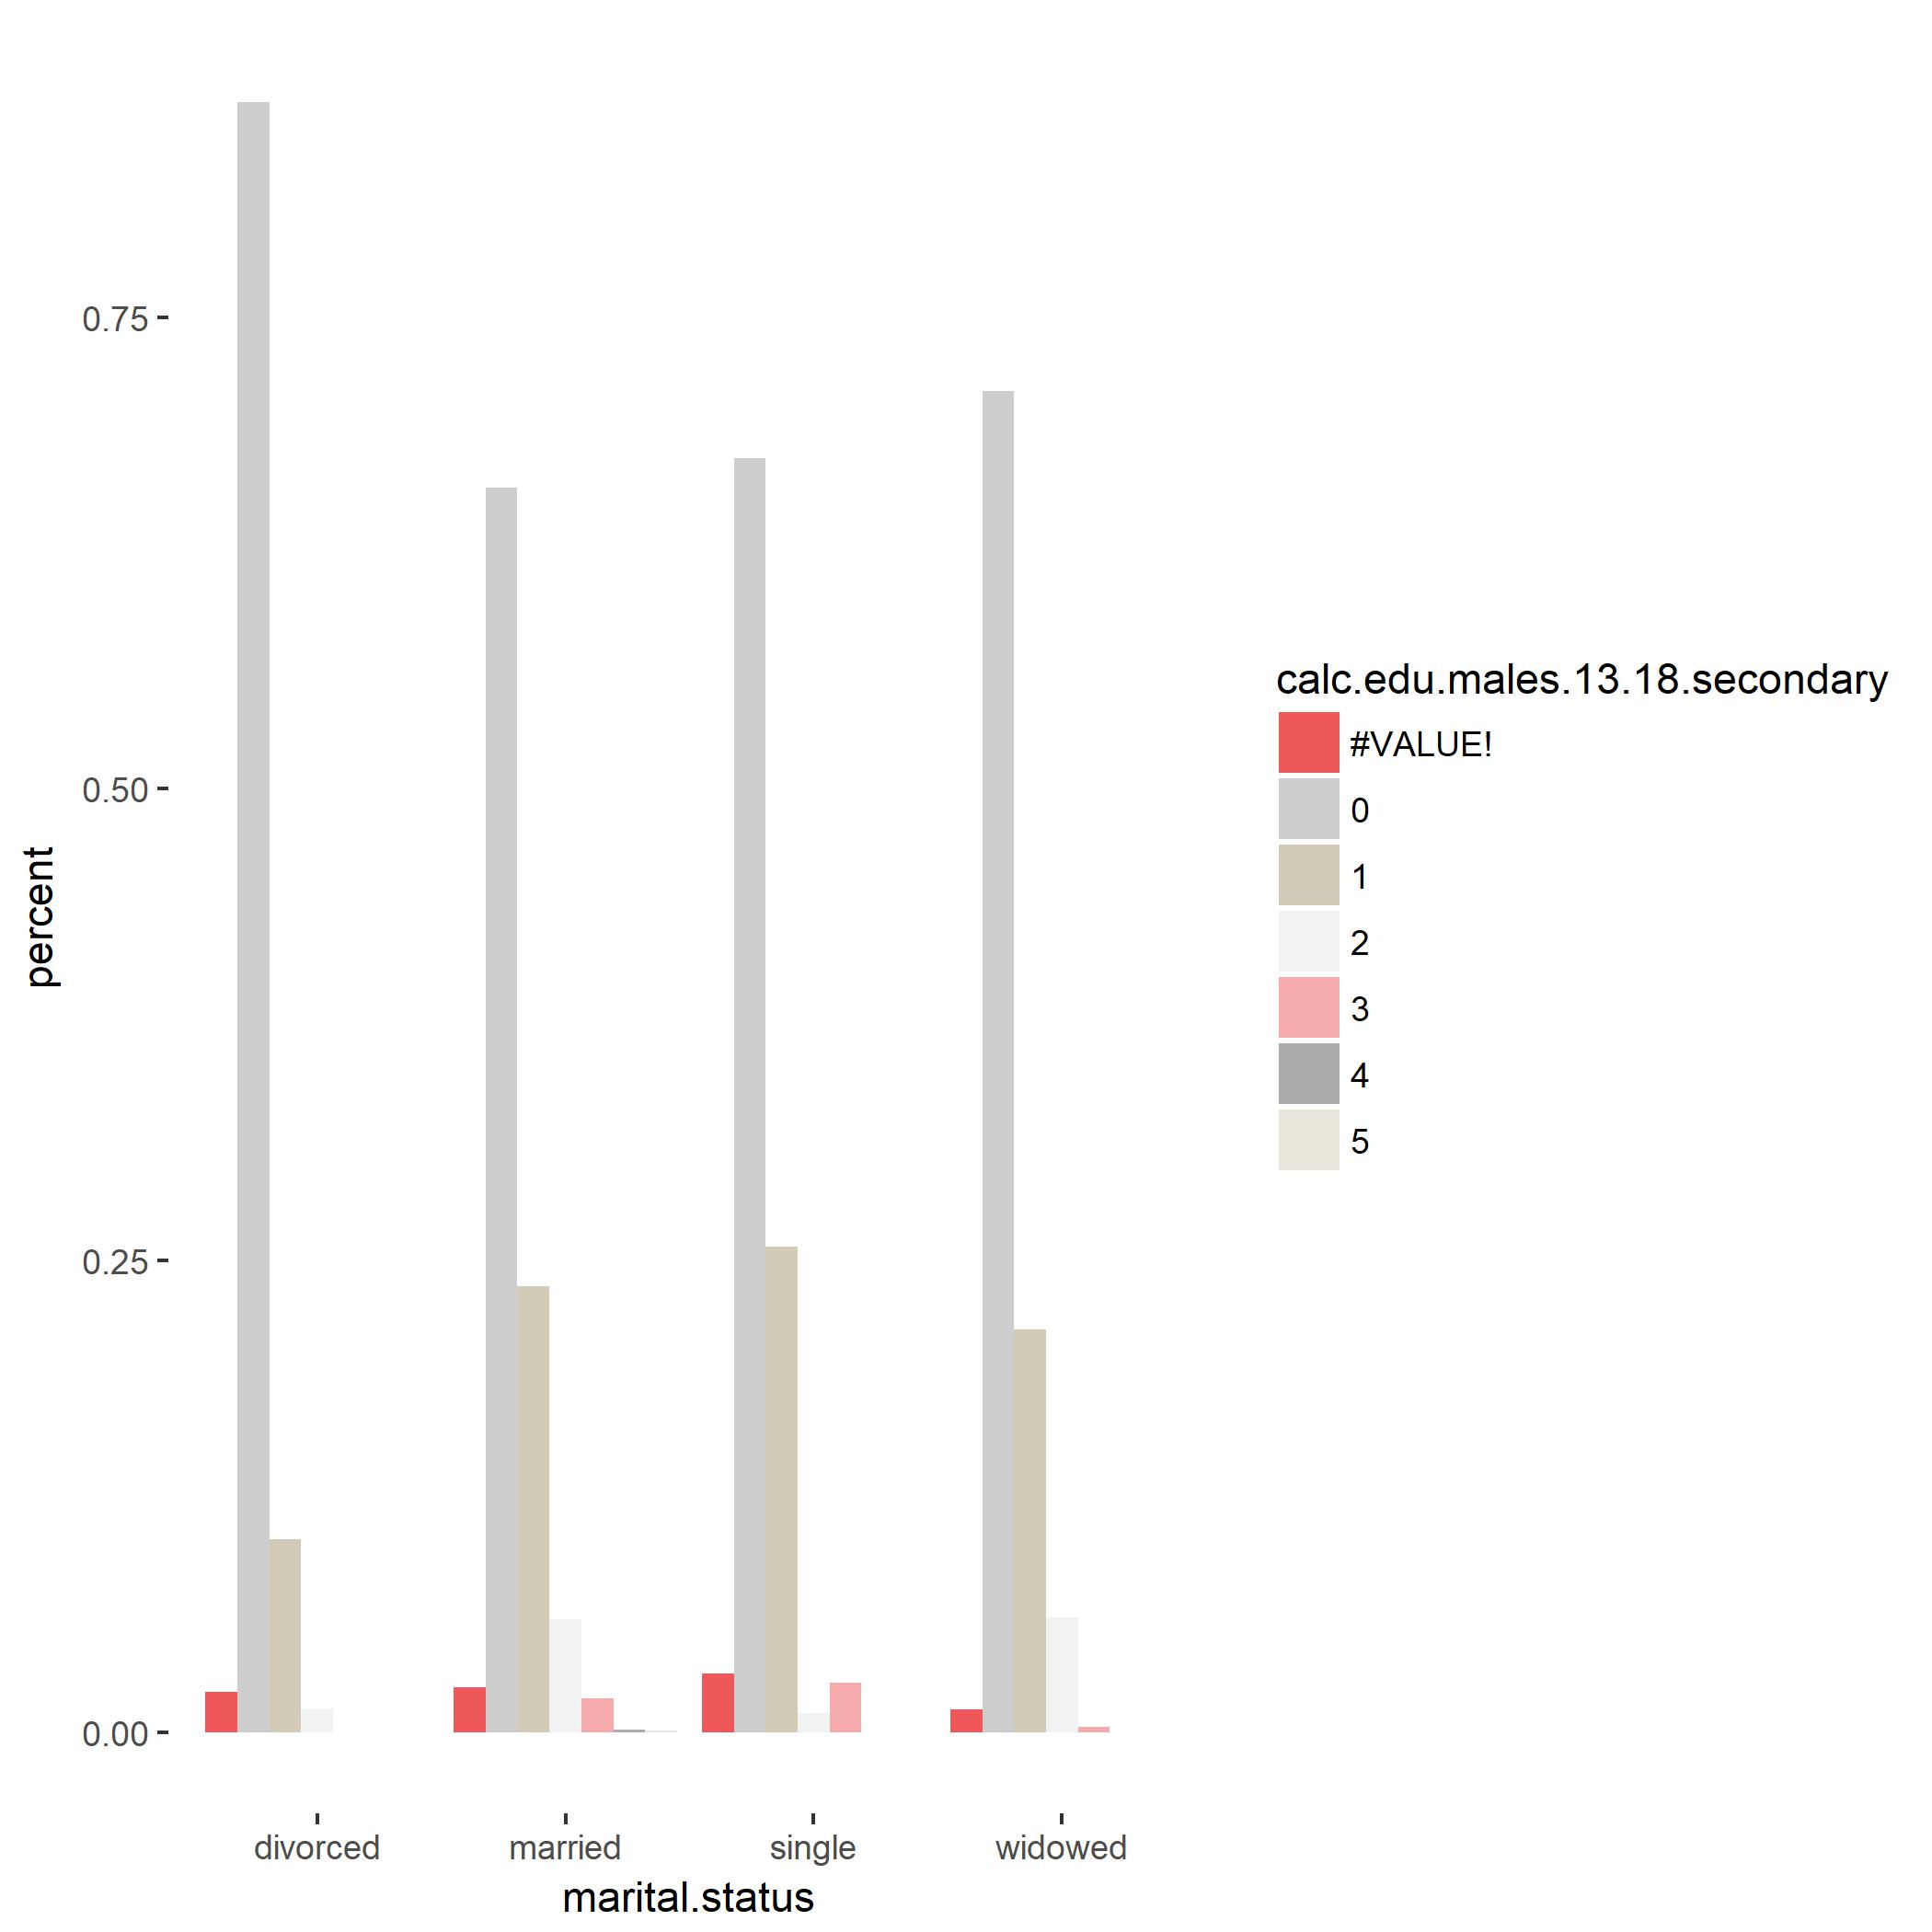 percent
0.75
0.50
0.25
0.00
divorced married single widowed
marital.status
calc.edu.males.13.18.secondary
#VALUE!
0
1
2
3
4
5